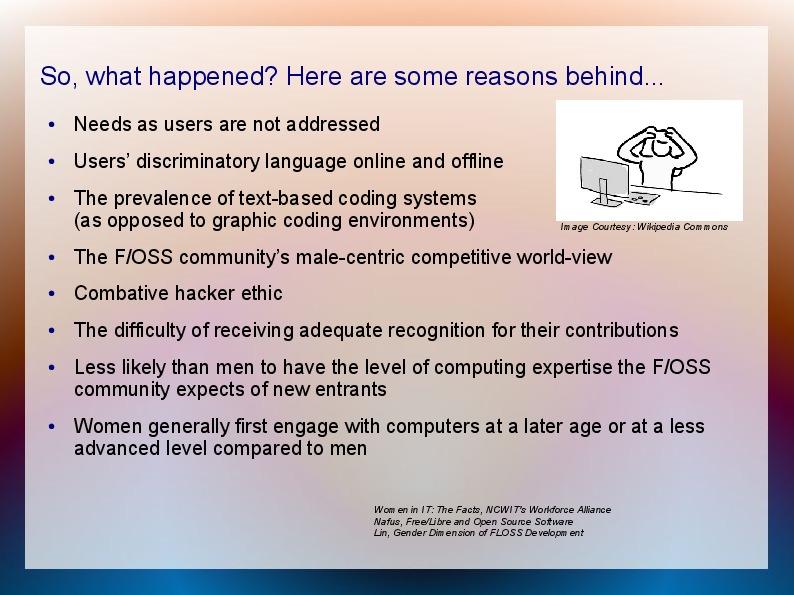 So, what happened? Here are some reasons behind...
• Needs as users are not addressed
• Users’ discriminatory language online and offline
• The prevalence of text-based coding systems
(as opposed to graphic coding environments)
Image Courtesy: Wikipedia Commons
• The F/OSS community’s male-centric competitive world-view
• Combative hacker ethic
• The difficulty of receiving adequate recognition for their contributions
• Less likely than men to have the level of computing expertise the F/OSS
community expects of new entrants
• Women generally first engage with computers at a later age or at a less
advanced level compared to men
Women in IT: The Facts, NCWIT's Workforce Alliance
Nafus, Free/Libre and Open Source Software
Lin, Gender Dimension of FLOSS Development